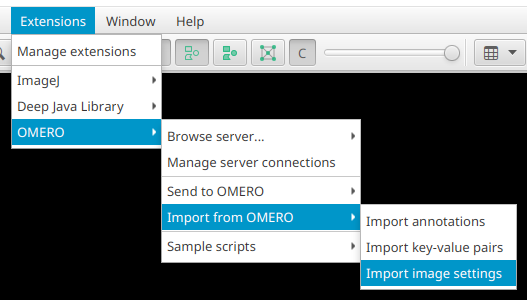 Extensions Window Help
Manage extensions
C
ImageJ
Deep Java Library
OMERO
Browse server...
Manage server connections
Send to OMERO
Import from OMERO
Sample scripts
Import annotations
Import key-value pairs
Import image settings